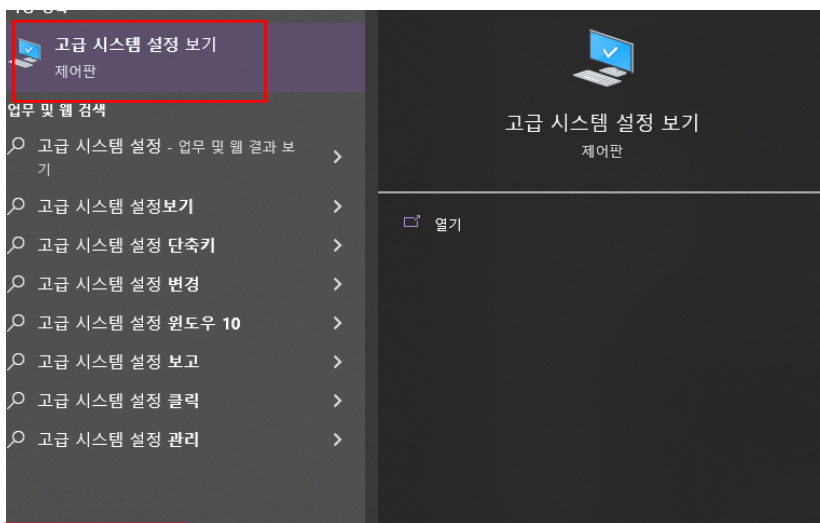 고급 시스템 설정 보기
제어판
업무 및 웹 검색
고급 시스템 설정 - 업무 및 웹 결과 보
기
고급 시스템 설정보기
고급 시스템 설정 단축키
고급 시스템 설정 변경
고급 시스템 설정 윈도우 10
고급 시스템 설정 보고
고급 시스템 설정 클릭
고급 시스템 설정 관리
고급 시스템 설정 보기
제어판
열기